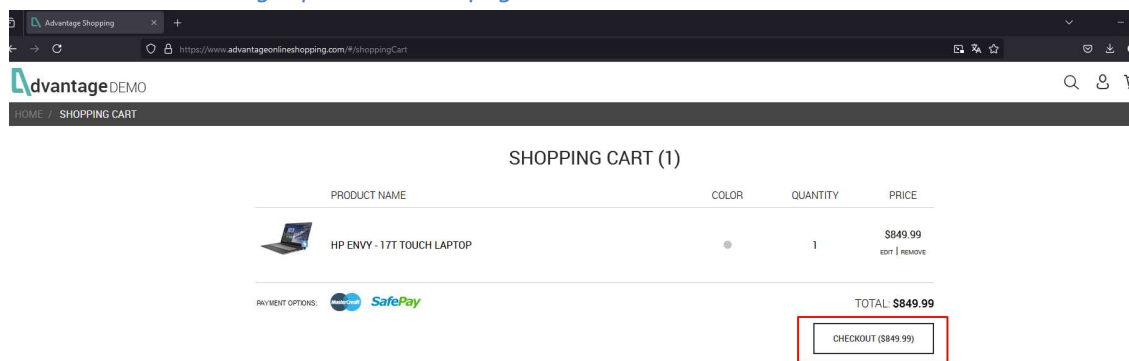 Advantage Shopping
https://www.advantageonlineshopping.com/#/shoppingCart
dvantage DEMO
HOME / SHOPPING CART
SHOPPING CART (1)
PRODUCT NAME COLOR QUANTITY PRICE
HP ENVY - 17T TOUCH LAPTOP 1 $849.99
EDIT | REMOVE
PAYMENT OPTIONS: MasterCredit SafePay TOTAL: $849.99
CHECKOUT ($849.99)